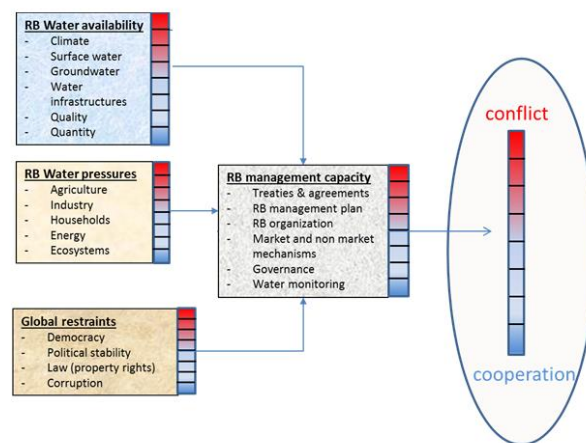 RB Water availability
- Climate
- Surface water
- Groundwater
- Water
infrastructures
- Quality
- Quantity
RB Water pressures
- Agriculture
- Industry
- Households
- Energy
- Ecosystems
Global restraints
- Democracy
- Political stability
- Law (property rights)
- Corruption
RB management capacity
- Treaties & agreements
- RB management plan
- RB organization
- Market and non market
mechanisms
- Governance
- Water monitoring
conflict
cooperation